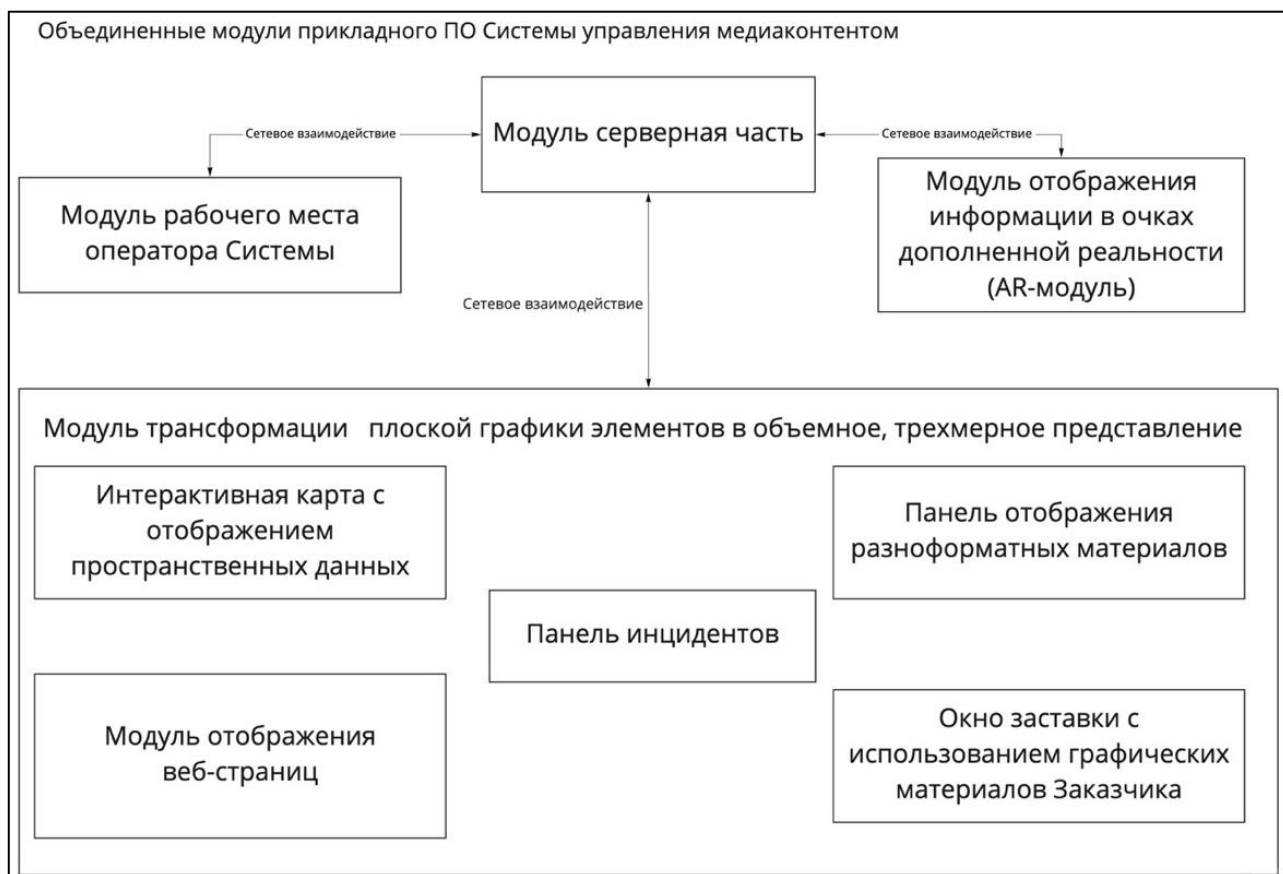 Объединенные модули прикладного ПО Системы управления медиаконтентом
Модуль серверная часть
Сетевое взаимодействие
Сетевое взаимодействие
Модуль рабочего места
оператора Системы
Модуль отображения
информации в очках
дополненной реальности
(AR-модуль)
Сетевое взаимодействие
Модуль трансформации плоской графики элементов в объемное, трехмерное представление
Интерактивная карта с
отображением
пространственных данных
Панель отображения
разноформатных материалов
Панель инцидентов
Модуль отображения
веб-страниц
Окно заставки с
использованием графических
материалов Заказчика